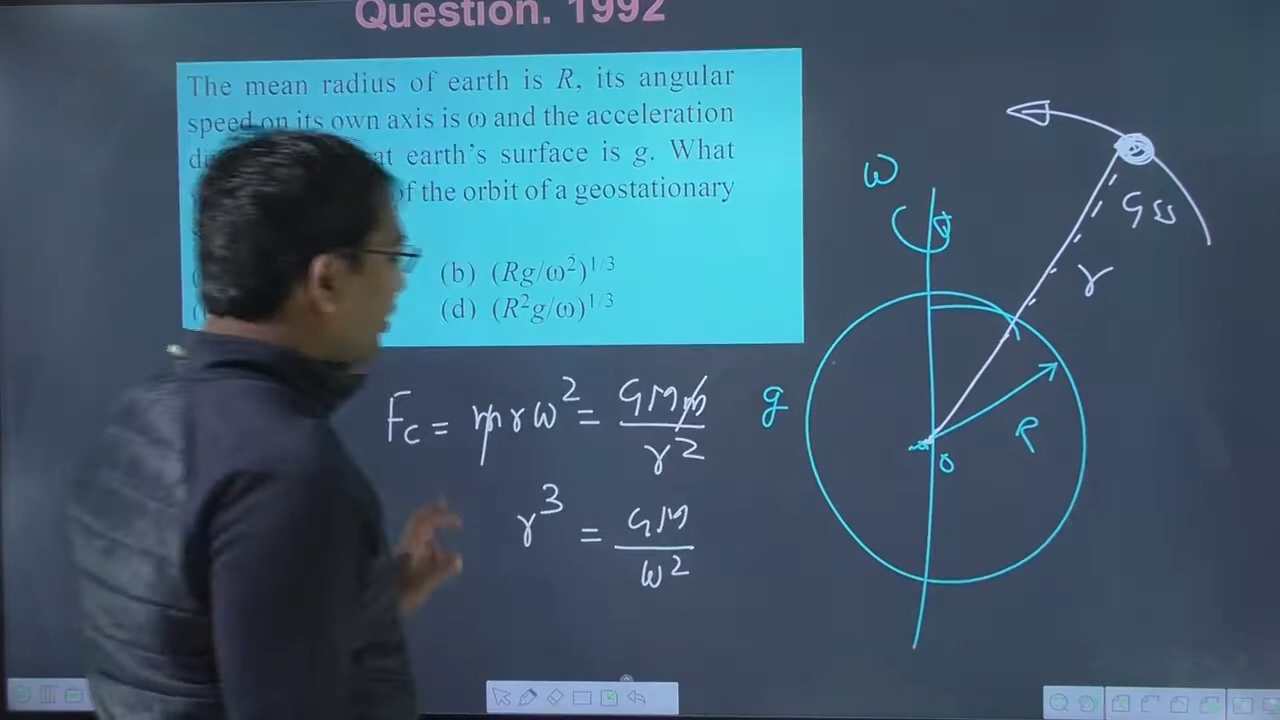 Question. 1992
The mean radius of earth is R, its angular
speed on its own axis is ω and the acceleration
at earth's surface is g. What
of the orbit of a geostationary
(b) (Rg/ω²)^1/3
(d) (R²g/ω)^1/3
F_C = mrω² = GMm/r²
r³ = GM/ω²
ω
GSS
r
g
R
O